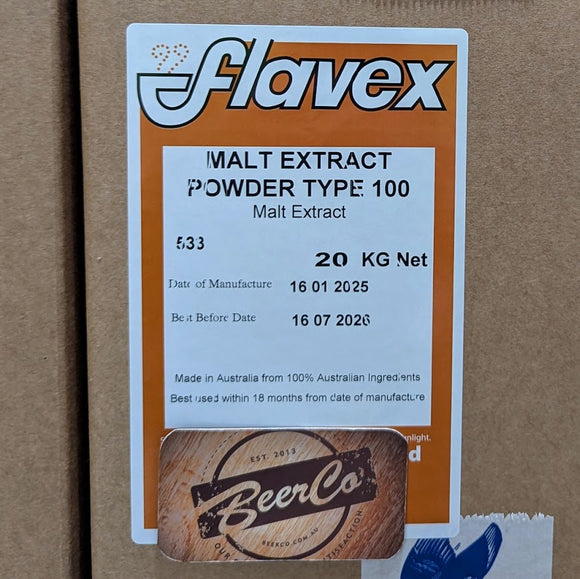 flavex
MALT EXTRACT
POWDER TYPE 100
Malt Extract
533
20 KG Net
Date of Manufacture 16 01 2025
Best Before Date 16 07 2026
Made in Australia from 100% Australian Ingredients
Best used within 18 months from date of manufacture
EST. 2013
BeerCo
BEERCO.COM.AU
OUR